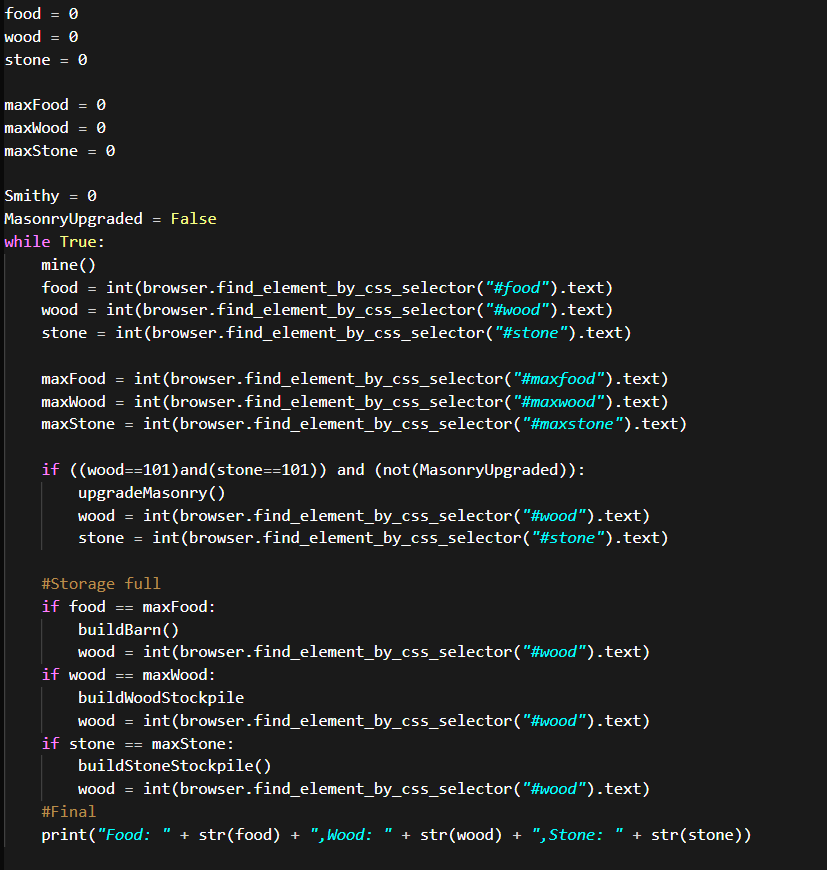 food = 0
wood = 0
stone = 0

maxFood = 0
maxWood = 0
maxStone = 0

Smithy = 0
MasonryUpgraded = False
while True:
    mine()
    food = int(browser.find_element_by_css_selector("#food").text)
    wood = int(browser.find_element_by_css_selector("#wood").text)
    stone = int(browser.find_element_by_css_selector("#stone").text)

    maxFood = int(browser.find_element_by_css_selector("#maxfood").text)
    maxWood = int(browser.find_element_by_css_selector("#maxwood").text)
    maxStone = int(browser.find_element_by_css_selector("#maxstone").text)

    if ((wood==101)and(stone==101)) and (not(MasonryUpgraded)):
        upgradeMasonry()
        wood = int(browser.find_element_by_css_selector("#wood").text)
        stone = int(browser.find_element_by_css_selector("#stone").text)

    #Storage full
    if food == maxFood:
        buildBarn()
        wood = int(browser.find_element_by_css_selector("#wood").text)
    if wood == maxWood:
        buildWoodStockpile
        wood = int(browser.find_element_by_css_selector("#wood").text)
    if stone == maxStone:
        buildStoneStockpile()
        wood = int(browser.find_element_by_css_selector("#wood").text)
    #Final
    print("Food: " + str(food) + ",Wood: " + str(wood) + ",Stone: " + str(stone))